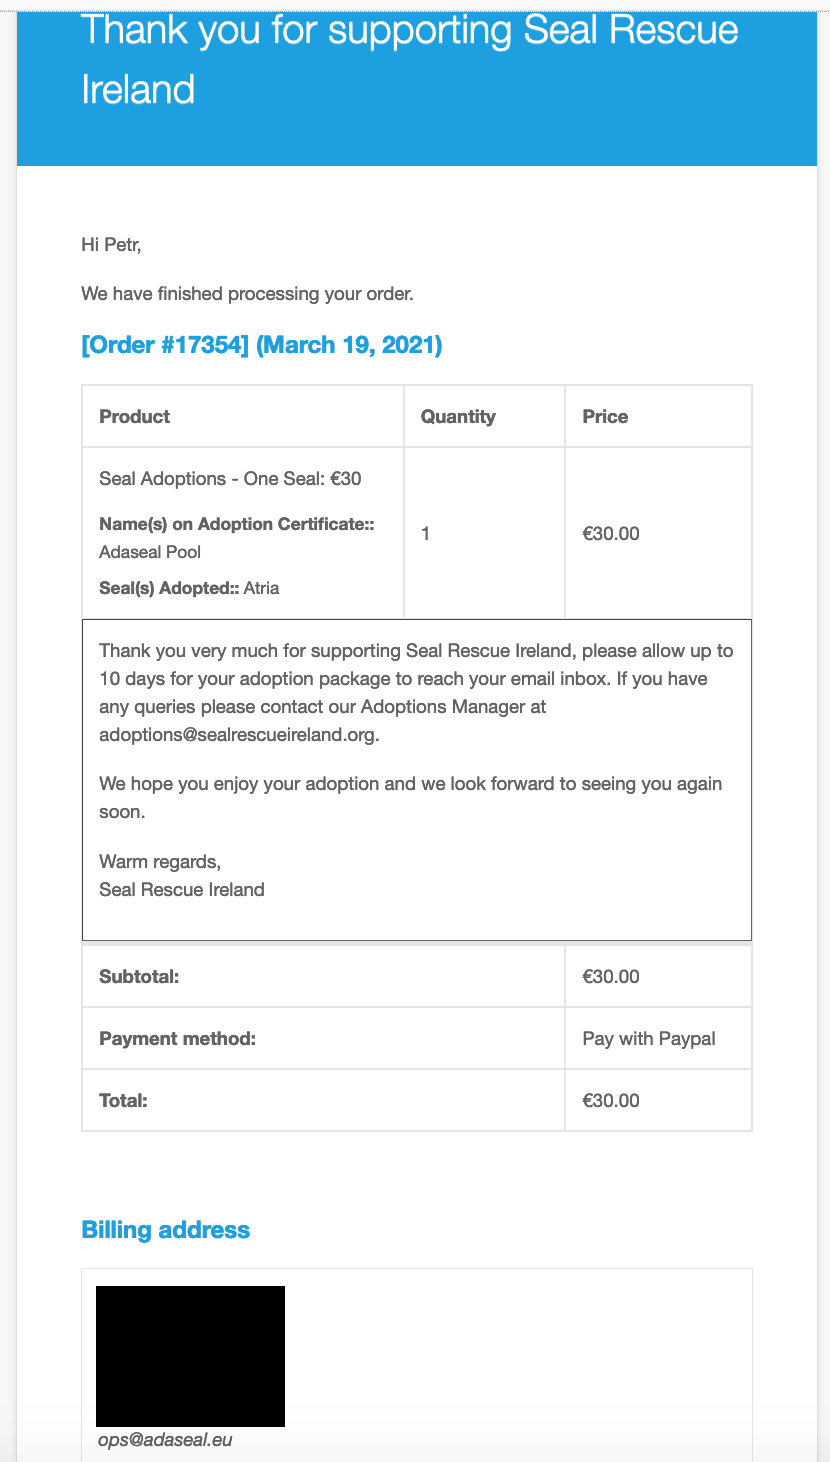 Thank you for supporting Seal Rescue
Ireland
Hi Petr,
We have finished processing your order.
[Order #17354] (March 19, 2021)
Product Quantity Price
Seal Adoptions - One Seal: €30
Name(s) on Adoption Certificate::
Adaseal Pool
Seal(s) Adopted:: Atria
1
€30.00
Thank you very much for supporting Seal Rescue Ireland, please allow up to
10 days for your adoption package to reach your email inbox. If you have
any queries please contact our Adoptions Manager at
adoptions@sealrescueireland.org.
We hope you enjoy your adoption and we look forward to seeing you again
soon.
Warm regards,
Seal Rescue Ireland
Subtotal: €30.00
Payment method: Pay with Paypal
Total: €30.00
Billing address
ops@adaseal.eu